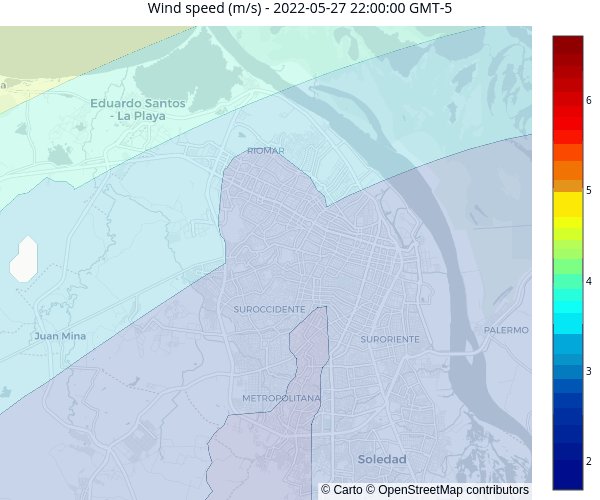 Wind speed (m/s) - 2022-05-27 22:00:00 GMT-5
a
Eduardo Santos
- La Playa
RIOMAR
6
5
4
3
2
SUROCCIDENTE
Juan Mina
SURORIENTE
PALERMO
METROPOLITANA
Soledad
© Carto © OpenStreetMap contributors